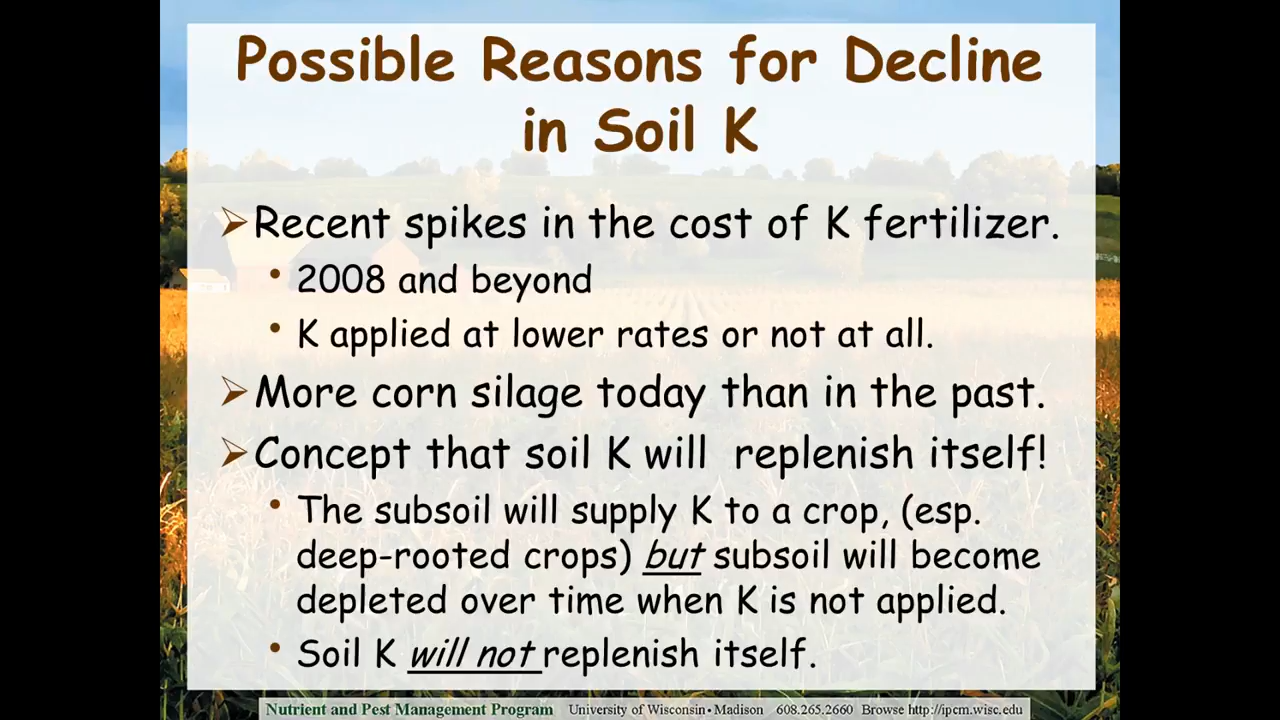 Possible Reasons for Decline
in Soil K
➢Recent spikes in the cost of K fertilizer.
• 2008 and beyond
• K applied at lower rates or not at all.
➢More corn silage today than in the past.
➢Concept that soil K will replenish itself!
• The subsoil will supply K to a crop, (esp.
deep-rooted crops) but subsoil will become
depleted over time when K is not applied.
• Soil K will not replenish itself.
Nutrient and Pest Management Program University of Wisconsin•Madison 608.265.2660 Browse http://ipcm.wisc.edu